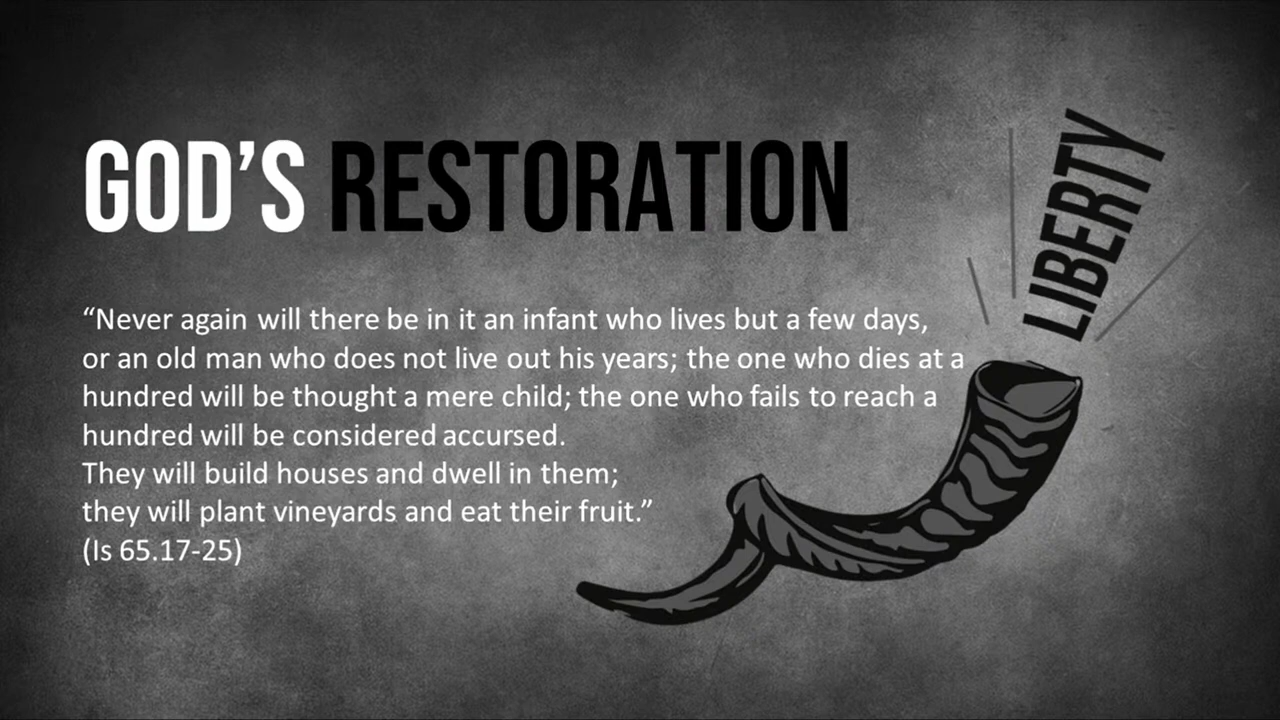 GOD’S RESTORATION
LIBERTY
“Never again will there be in it an infant who lives but a few days,
or an old man who does not live out his years; the one who dies at a
hundred will be thought a mere child; the one who fails to reach a
hundred will be considered accursed.
They will build houses and dwell in them;
they will plant vineyards and eat their fruit.”
(Is 65.17-25)